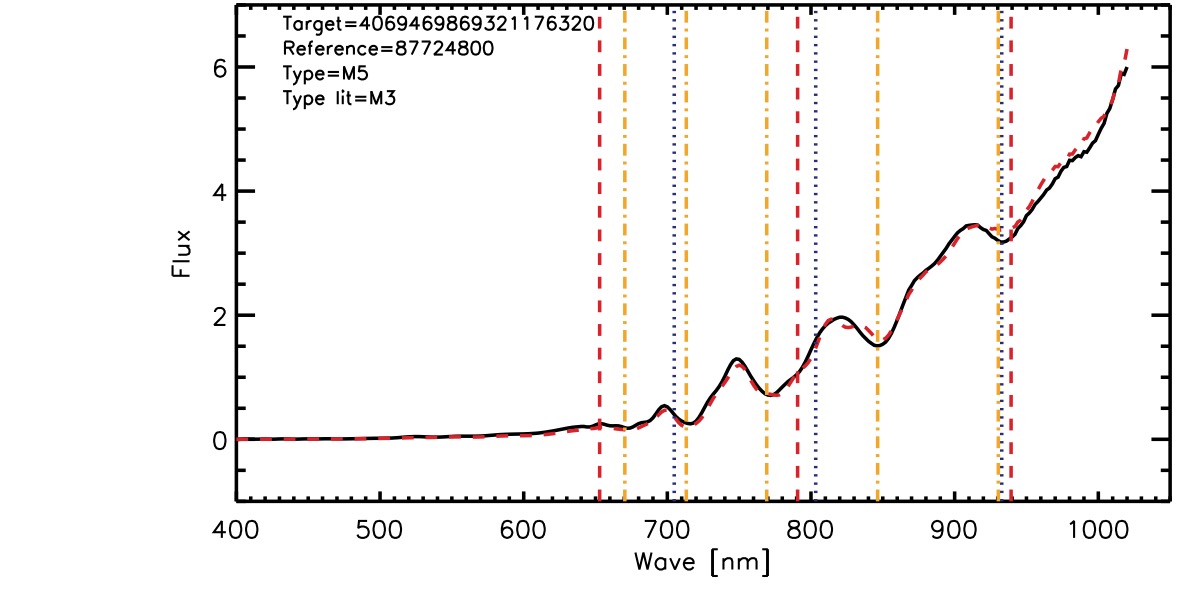 Target=4069469869321176320
Reference=87724800
Type=M5
Type lit=M3
6
4
2
0
Flux
400 500 600 700 800 900 1000
Wave [nm]